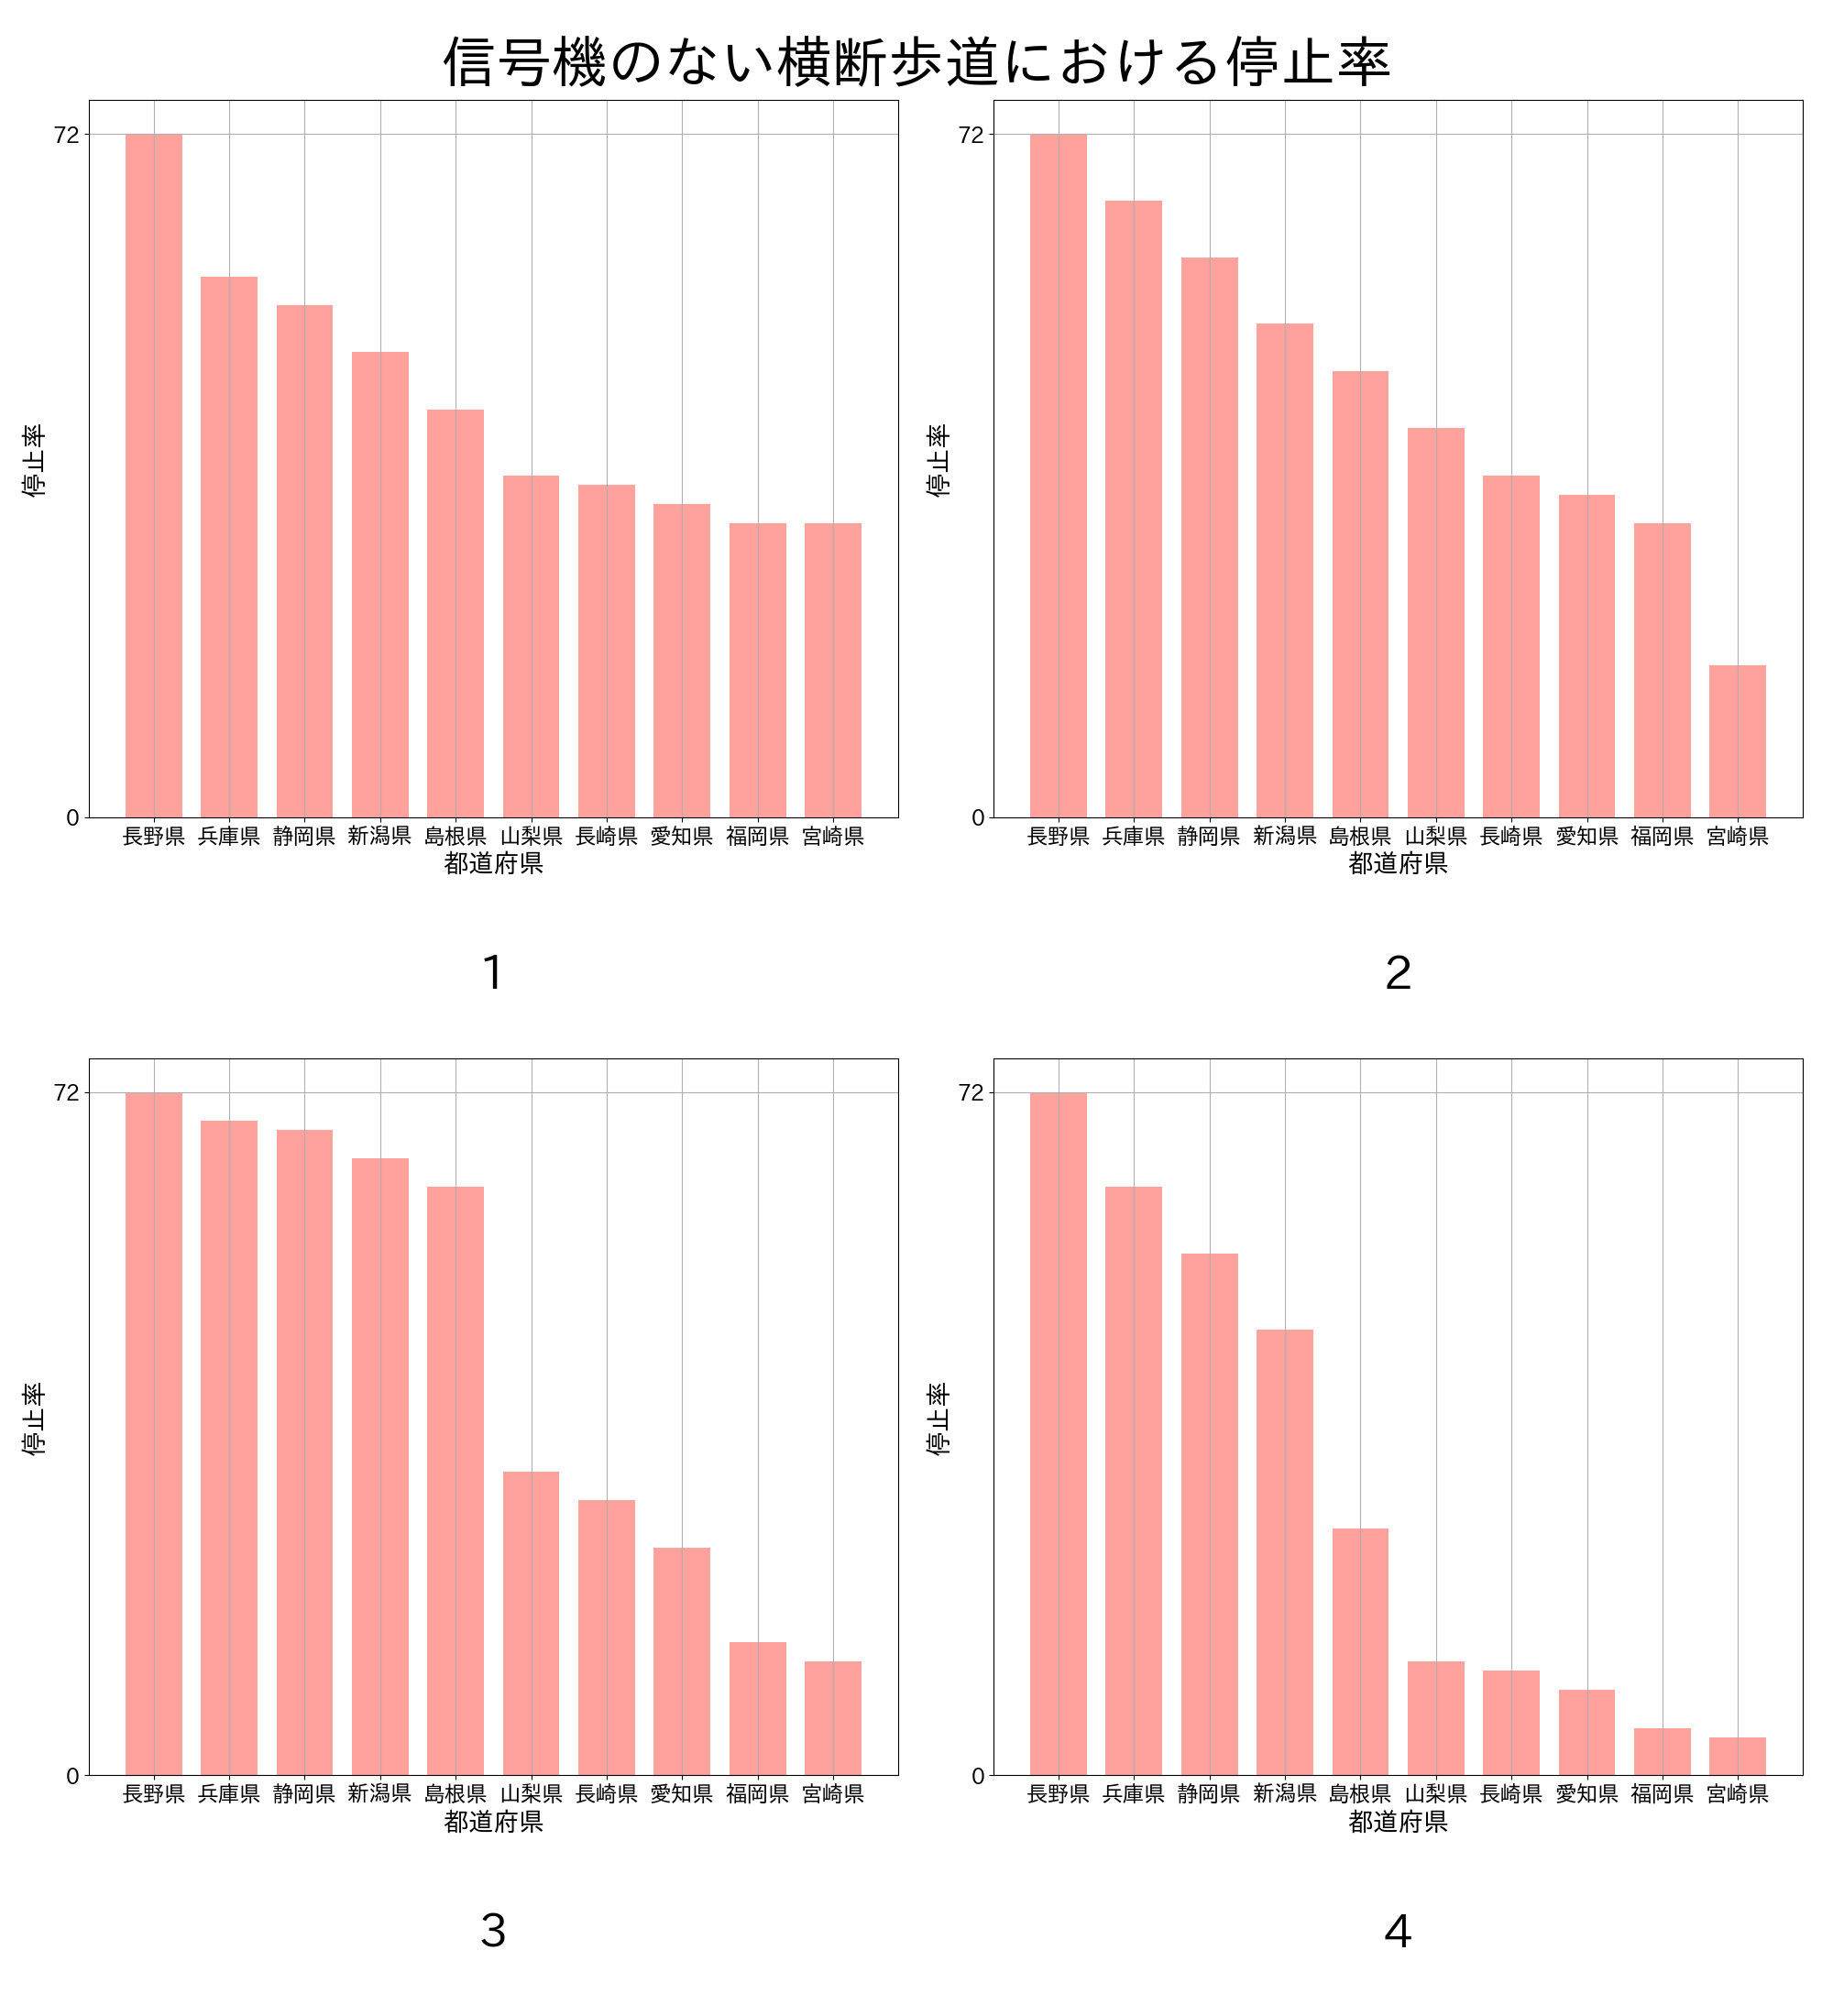 信号機のない横断歩道における停止率
72
停止率
0
長野県 兵庫県 静岡県 新潟県 島根県 山梨県 長崎県 愛知県 福岡県 宮崎県
都道府県
1
72
停止率
0
長野県 兵庫県 静岡県 新潟県 島根県 山梨県 長崎県 愛知県 福岡県 宮崎県
都道府県
2
72
停止率
0
長野県 兵庫県 静岡県 新潟県 島根県 山梨県 長崎県 愛知県 福岡県 宮崎県
都道府県
3
72
停止率
0
長野県 兵庫県 静岡県 新潟県 島根県 山梨県 長崎県 愛知県 福岡県 宮崎県
都道府県
4